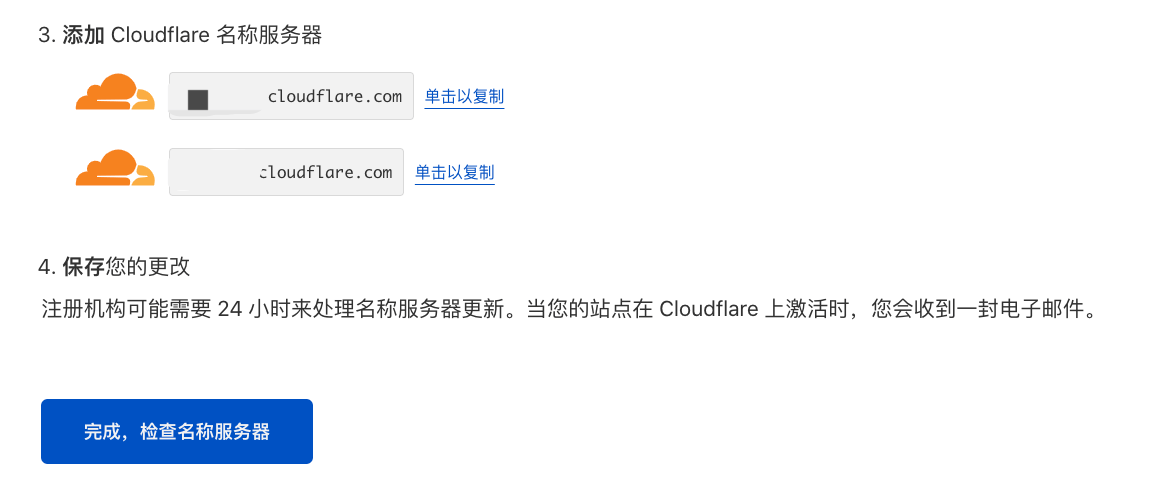 3. 添加 Cloudflare 名称服务器
cloudflare.com 单击以复制
cloudflare.com 单击以复制
4. 保存您的更改
注册机构可能需要 24 小时来处理名称服务器更新。当您的站点在 Cloudflare 上激活时，您会收到一封电子邮件。
完成，检查名称服务器